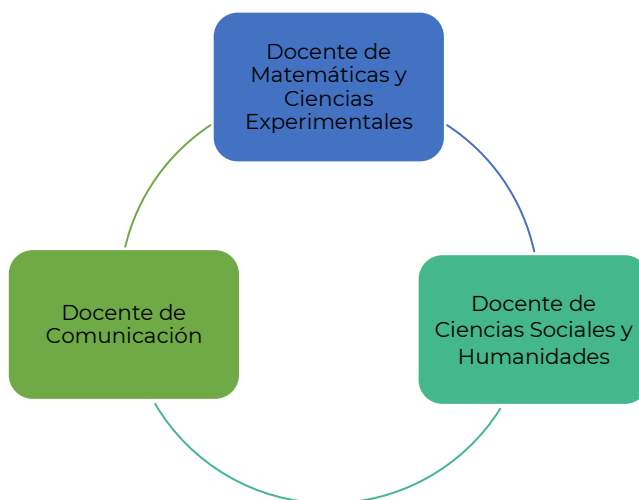 Docente de
Matemáticas y
Ciencias
Experimentales
Docente de
Comunicación
Docente de
Ciencias Sociales y
Humanidades